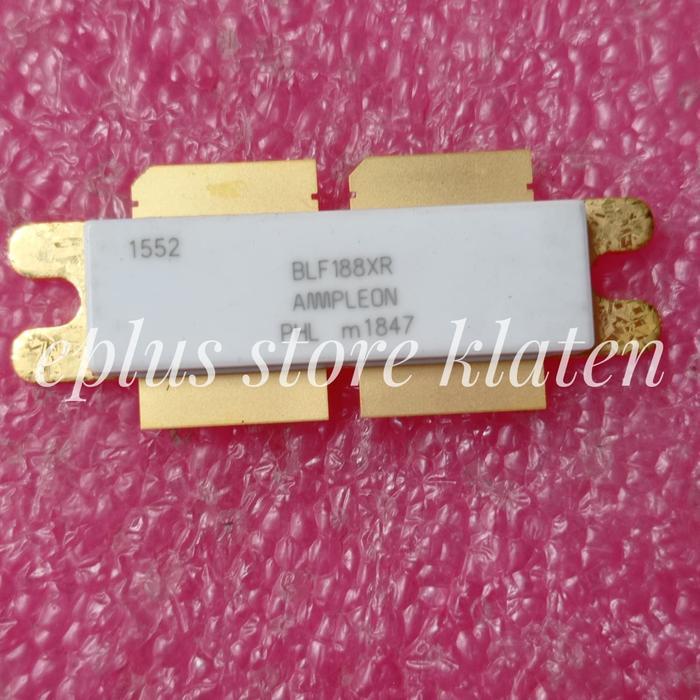 1552
BLF188XR
AMPLEON
PHL m1847
eplus store klaten